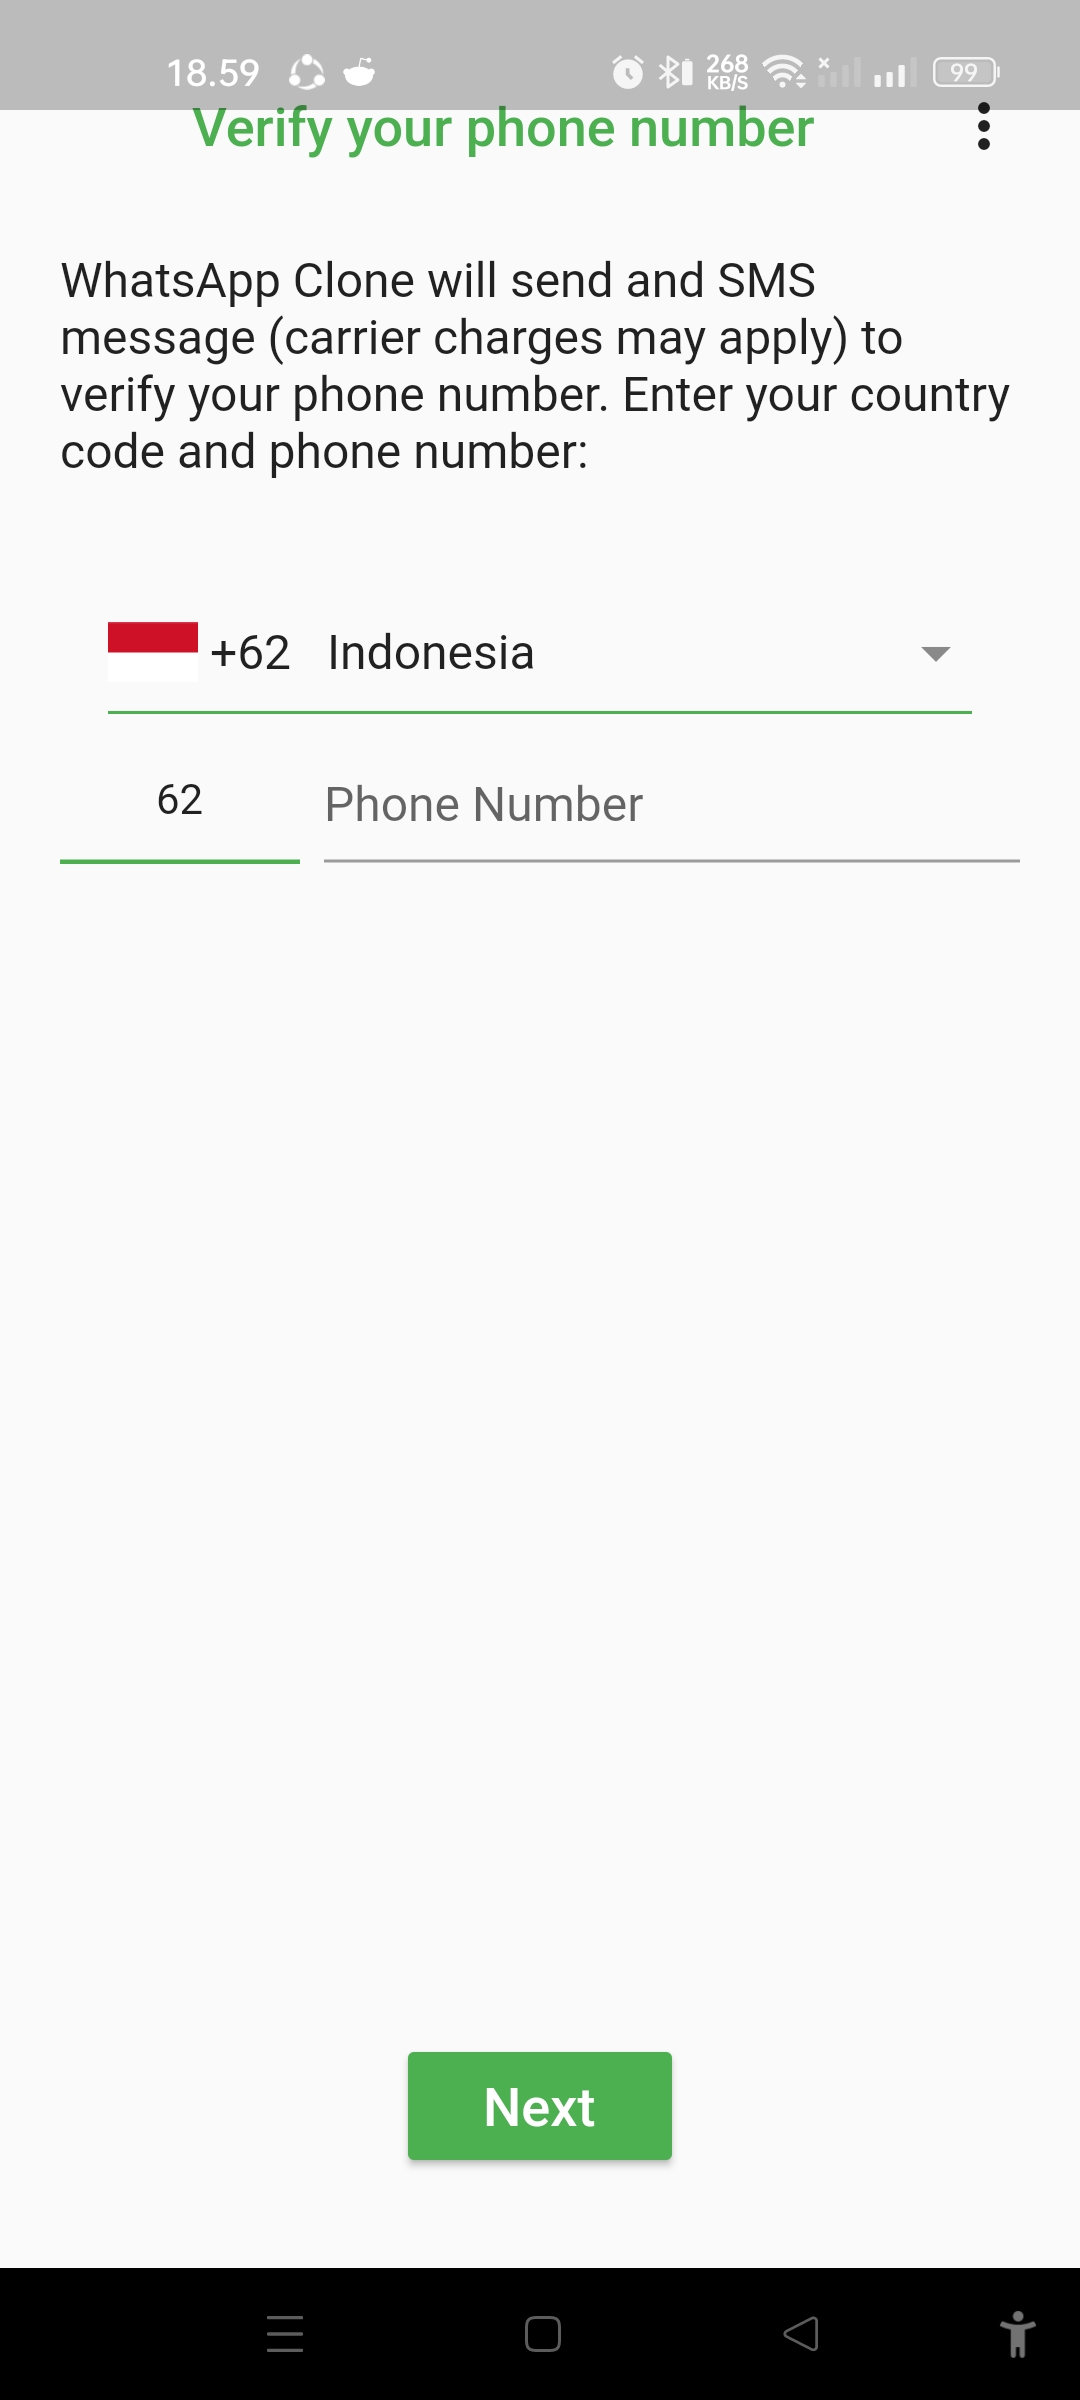 18.59 268 KB/S 99
Verify your phone number
WhatsApp Clone will send and SMS
message (carrier charges may apply) to
verify your phone number. Enter your country
code and phone number:
+62 Indonesia
62 Phone Number
Next